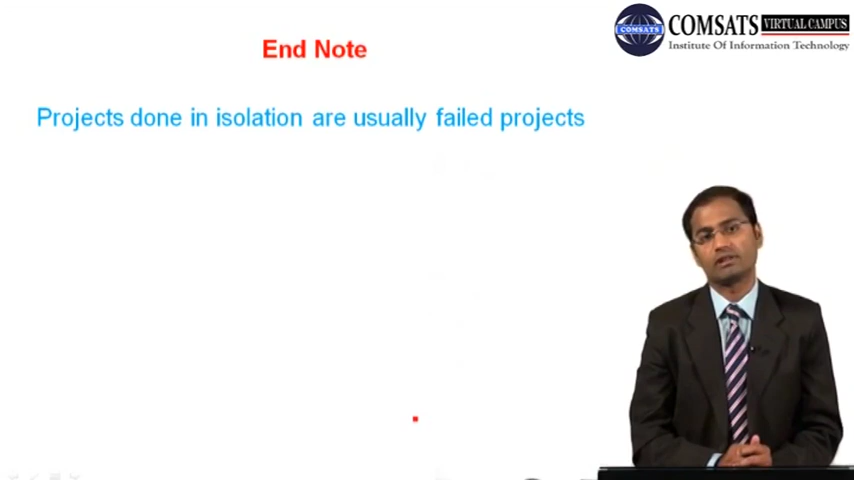 End Note
COMSATS VIRTUAL CAMPUS
Institute Of Information Technology
COMSATS
Projects done in isolation are usually failed projects